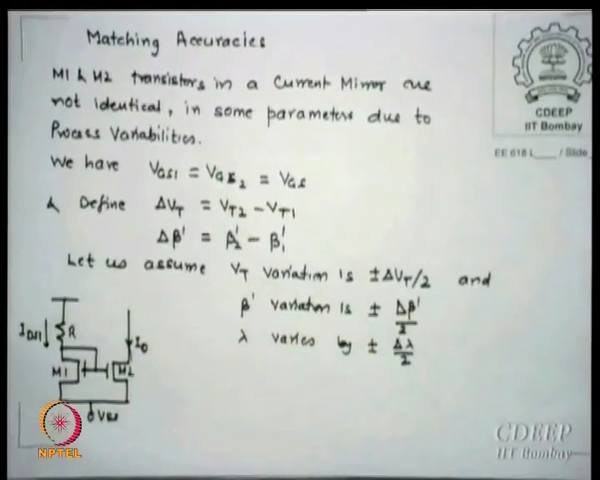 Matching Accuracies
M1 & M2 transistors in a Current Mirror are
not identical, in some parameters due to
Process Variabilities.
We have VGS1 = VGS2 = VGS
& Define ΔVT = VT2 - VT1
Δβ' = β2' - β1'
Let us assume VT variation is ±ΔVT/2 and
β' variation is ± Δβ'/2
λ varies by ± Δλ/2
IDS1 R IO
M1 M2
VSS
NPTEL
CDEEP
IIT Bombay
EE 618 L____ / Slide
CDEEP
IIT Bombay